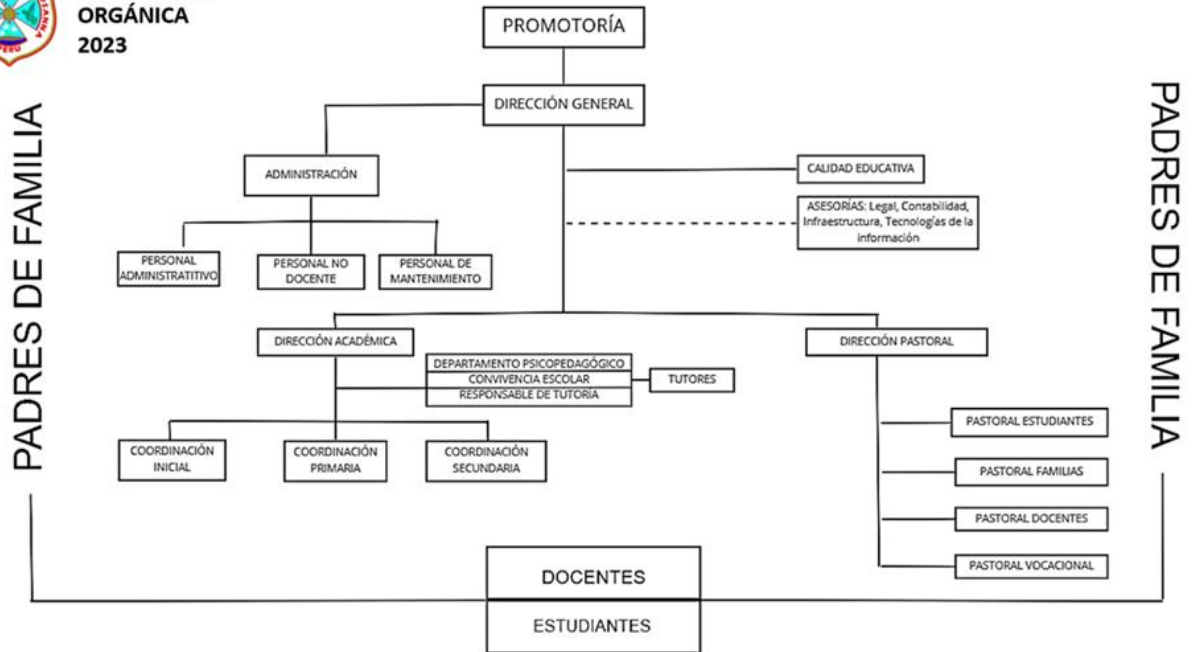 ORGÁNICA
2023
PROMOTORÍA
DIRECCIÓN GENERAL
ADMINISTRACIÓN
CALIDAD EDUCATIVA
ASESORÍAS: Legal, Contabilidad,
Infraestructura, Tecnologías de la
información
PERSONAL
ADMINISTRATITIVO
PERSONAL NO
DOCENTE
PERSONAL DE
MANTENIMIENTO
PADRES DE FAMILIA
PADRES DE FAMILIA
DIRECCIÓN ACADÉMICA
DIRECCIÓN PASTORAL
DEPARTAMENTO PSICOPEDAGÓGICO
CONVIVENCIA ESCOLAR
RESPONSABLE DE TUTORÍA
TUTORES
COORDINACIÓN
INICIAL
COORDINACIÓN
PRIMARIA
COORDINACIÓN
SECUNDARIA
PASTORAL ESTUDIANTES
PASTORAL FAMILIAS
PASTORAL DOCENTES
PASTORAL VOCACIONAL
DOCENTES
ESTUDIANTES